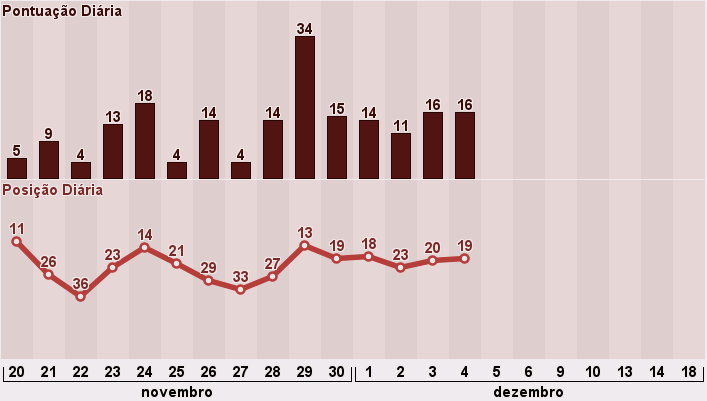 Pontuação Diária
5 9 4 13 18 4 14 4 14 34 15 14 11 16 16
Posição Diária
11 26 36 23 14 21 29 33 27 13 19 18 23 20 19
20 21 22 23 24 25 26 27 28 29 30 1 2 3 4 5 6 9 10 13 14 18
novembro dezembro